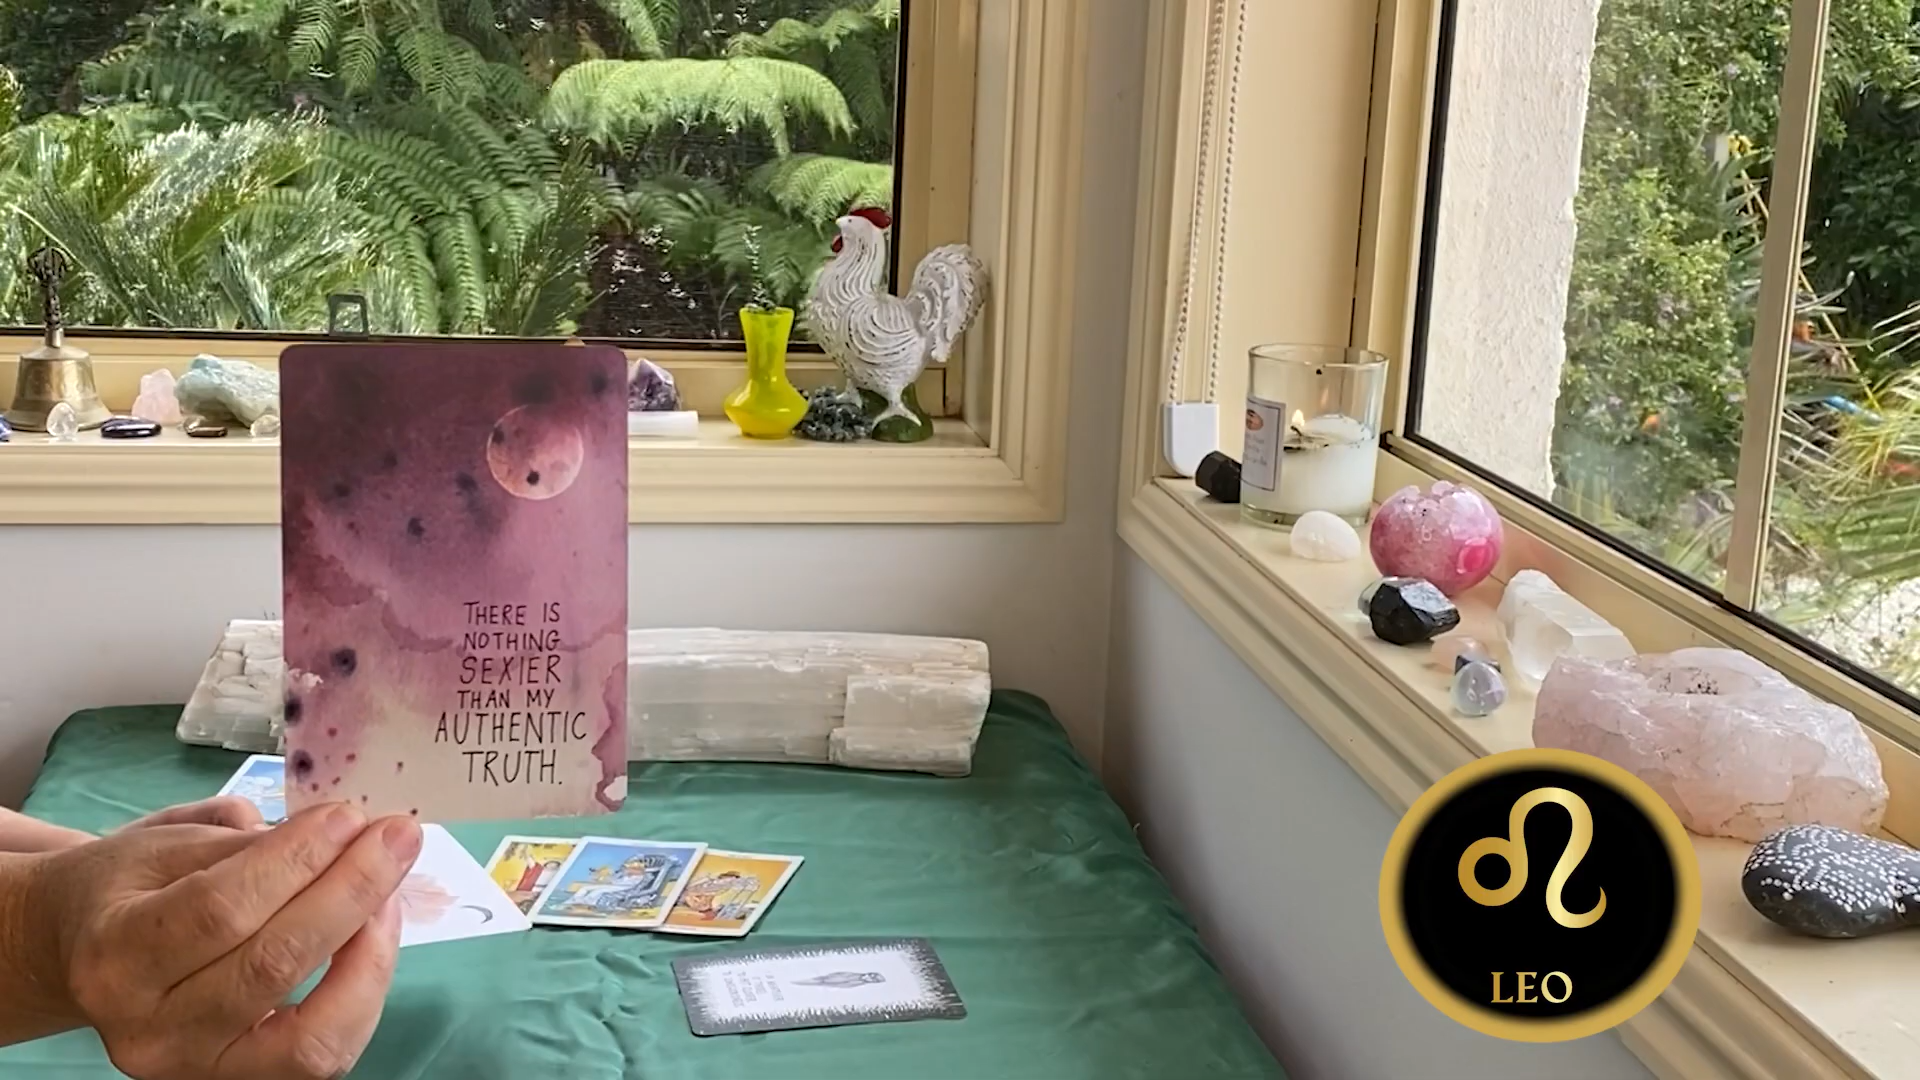 THERE IS
NOTHING
SEXIER
THAN MY
AUTHENTIC
TRUTH.
LEO